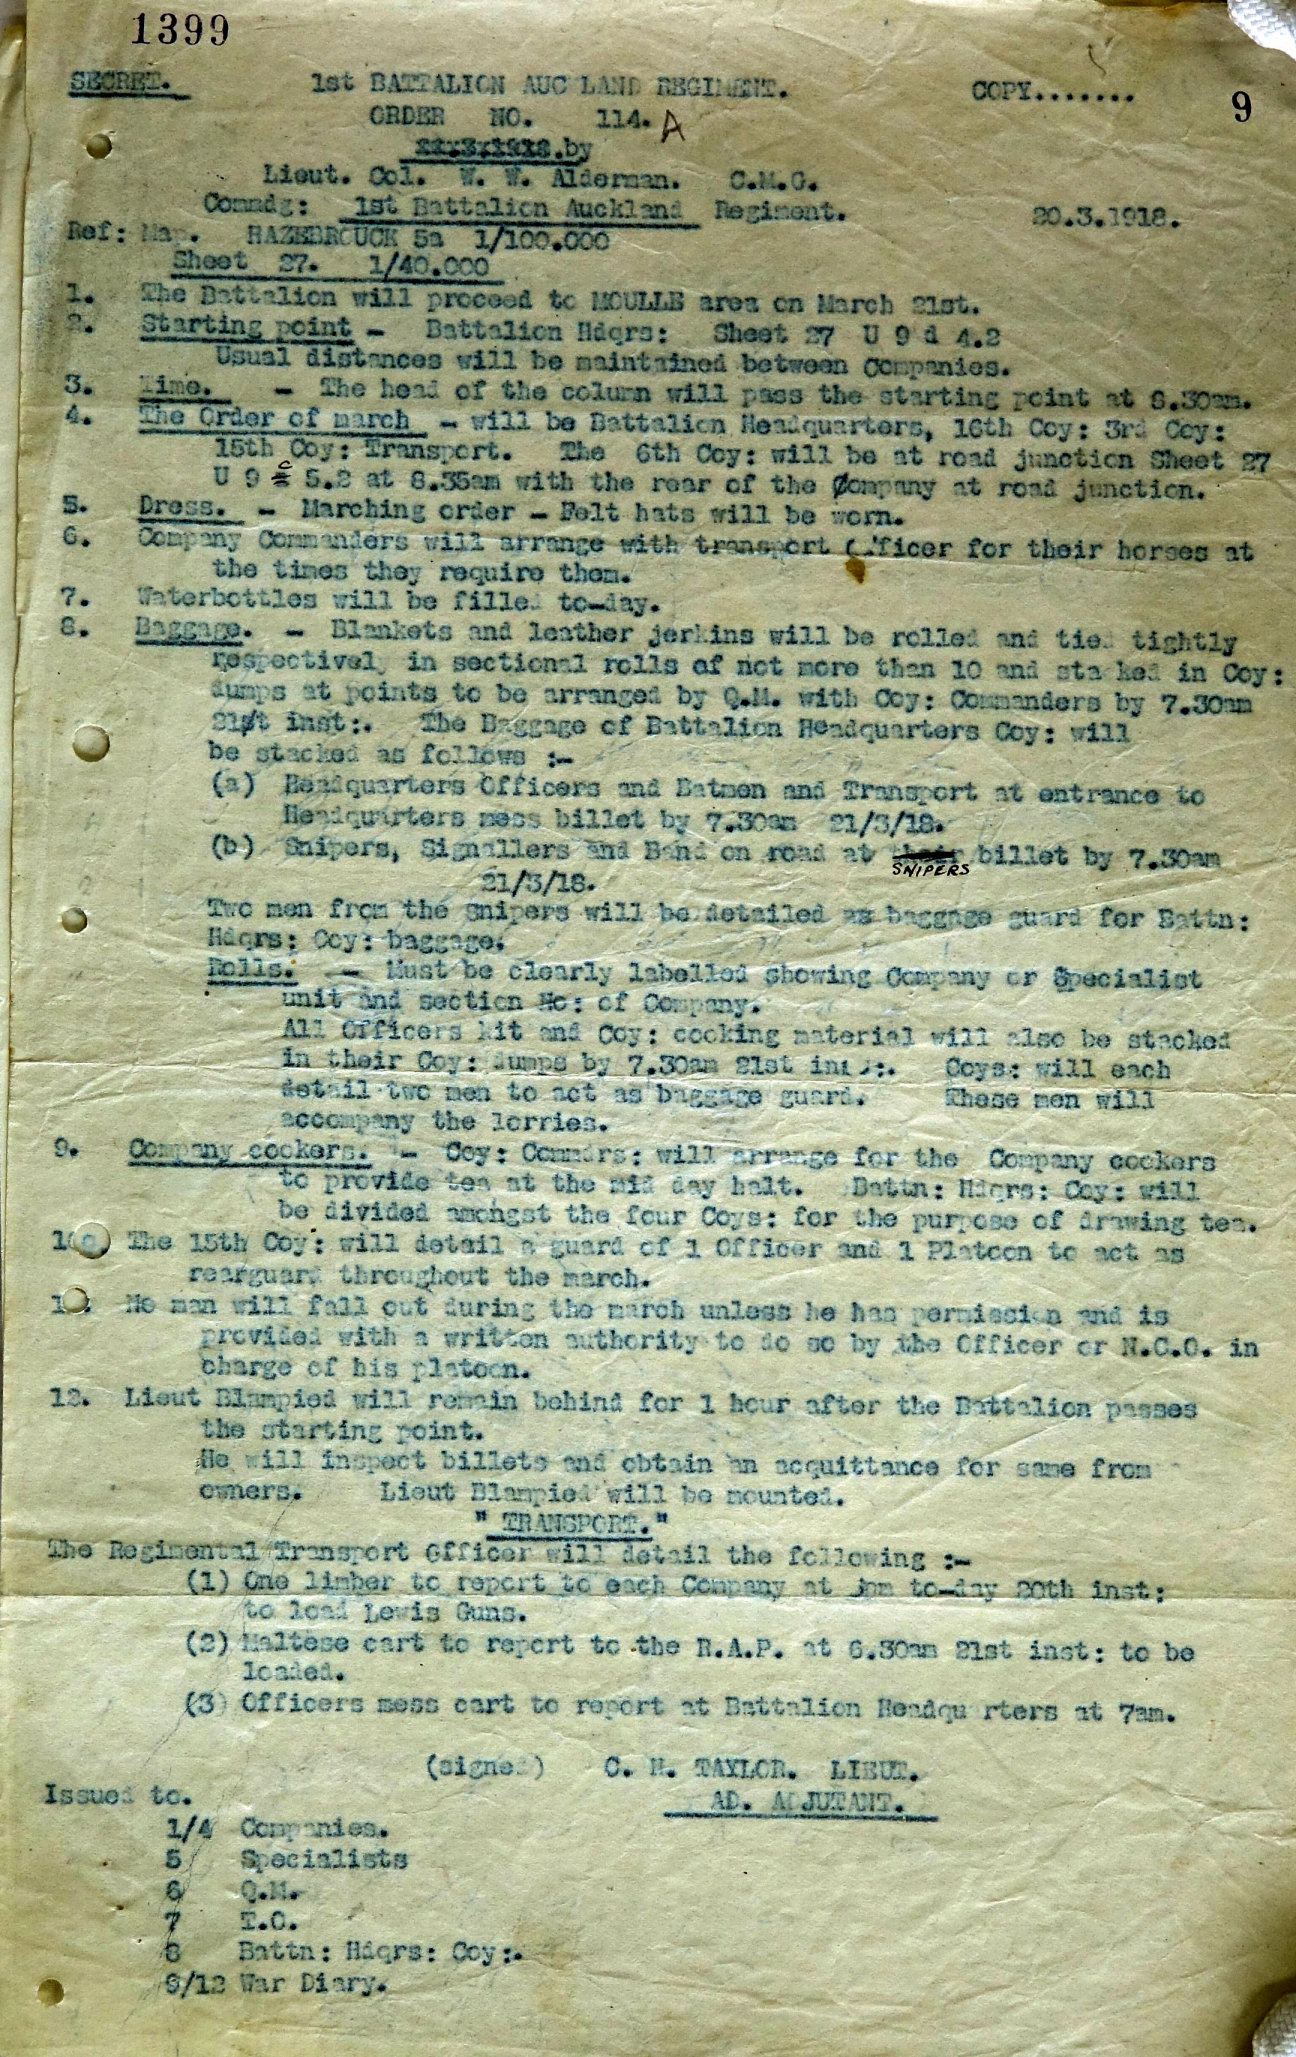 1399
SECRET. 1st BATTALION AUCKLAND REGIMENT. COPY.......
9
ORDER NO. 114. A
by
Lieut. Col. W. W. Alderman. C.M.G.
Commdg: 1st Battalion Auckland Regiment. 20.3.1918.
Ref: Map. HAZEBROUCK 5a 1/100.000
Sheet 27. 1/40.000
1. The Battalion will proceed to MOULLE area on March 21st.
2. Starting point - Battalion Hdqrs: Sheet 27 U 9 d 4.2
Usual distances will be maintained between Companies.
3. Time. - The head of the column will pass the starting point at 8.30am.
4. The Order of march - will be Battalion Headquarters, 16th Coy: 3rd Coy:
15th Coy: Transport. The 6th Coy: will be at road junction Sheet 27
U 9 c 5.2 at 8.35am with the rear of the Company at road junction.
5. Dress. - Marching order - Felt hats will be worn.
6. Company Commanders will arrange with transport Officer for their horses at
the times they require them.
7. Waterbottles will be filled to-day.
8. Baggage. - Blankets and leather jerkins will be rolled and tied tightly
respectively in sectional rolls of not more than 10 and stacked in Coy:
dumps at points to be arranged by Q.M. with Coy: Commanders by 7.30am
21st inst:. The Baggage of Battalion Headquarters Coy: will
be stacked as follows :-
(a) Headquarters Officers and Batmen and Transport at entrance to
Headquarters mess billet by 7.30am 21/3/18.
(b) Snipers, Signallers and Band on road at their SNIPERS billet by 7.30am
21/3/18.
Two men from the snipers will be detailed as baggage guard for Battn:
Hdqrs: Coy: baggage.
Rolls. - Must be clearly labelled showing Company or Specialist
unit and section No: of Company.
All Officers kit and Coy: cooking material will also be stacked
in their Coy: dumps by 7.30am 21st inst:. Coys: will each
detail two men to act as baggage guard. These men will
accompany the lorries.
9. Company cookers. - Coy: Commdrs: will arrange for the Company cookers
to provide tea at the mid day halt. Battn: Hdqrs: Coy: will
be divided amongst the four Coys: for the purpose of drawing tea.
10. The 15th Coy: will detail a guard of 1 Officer and 1 Platoon to act as
rearguard throughout the march.
1 . No man will fall out during the march unless he has permission and is
provided with a written authority to do so by the Officer or N.C.O. in
charge of his platoon.
12. Lieut Blampied will remain behind for 1 hour after the Battalion passes
the starting point.
He will inspect billets and obtain an acquittance for same from
owners. Lieut Blampied will be mounted.
" TRANSPORT."
The Regimental Transport Officer will detail the following :-
(1) One limber to report to each Company at to-day 20th inst:
to load Lewis Guns.
(2) Maltese cart to report to the R.A.P. at 6.30am 21st inst: to be
loaded.
(3) Officers mess cart to report at Battalion Headquarters at 7am.
(signed) C. H. TAYLOR. LIEUT.
AD. ADJUTANT.
Issued to.
1/4 Companies.
5 Specialists
6 Q.M.
7 T.O.
8 Battn: Hdqrs: Coy:.
9/12 War Diary.